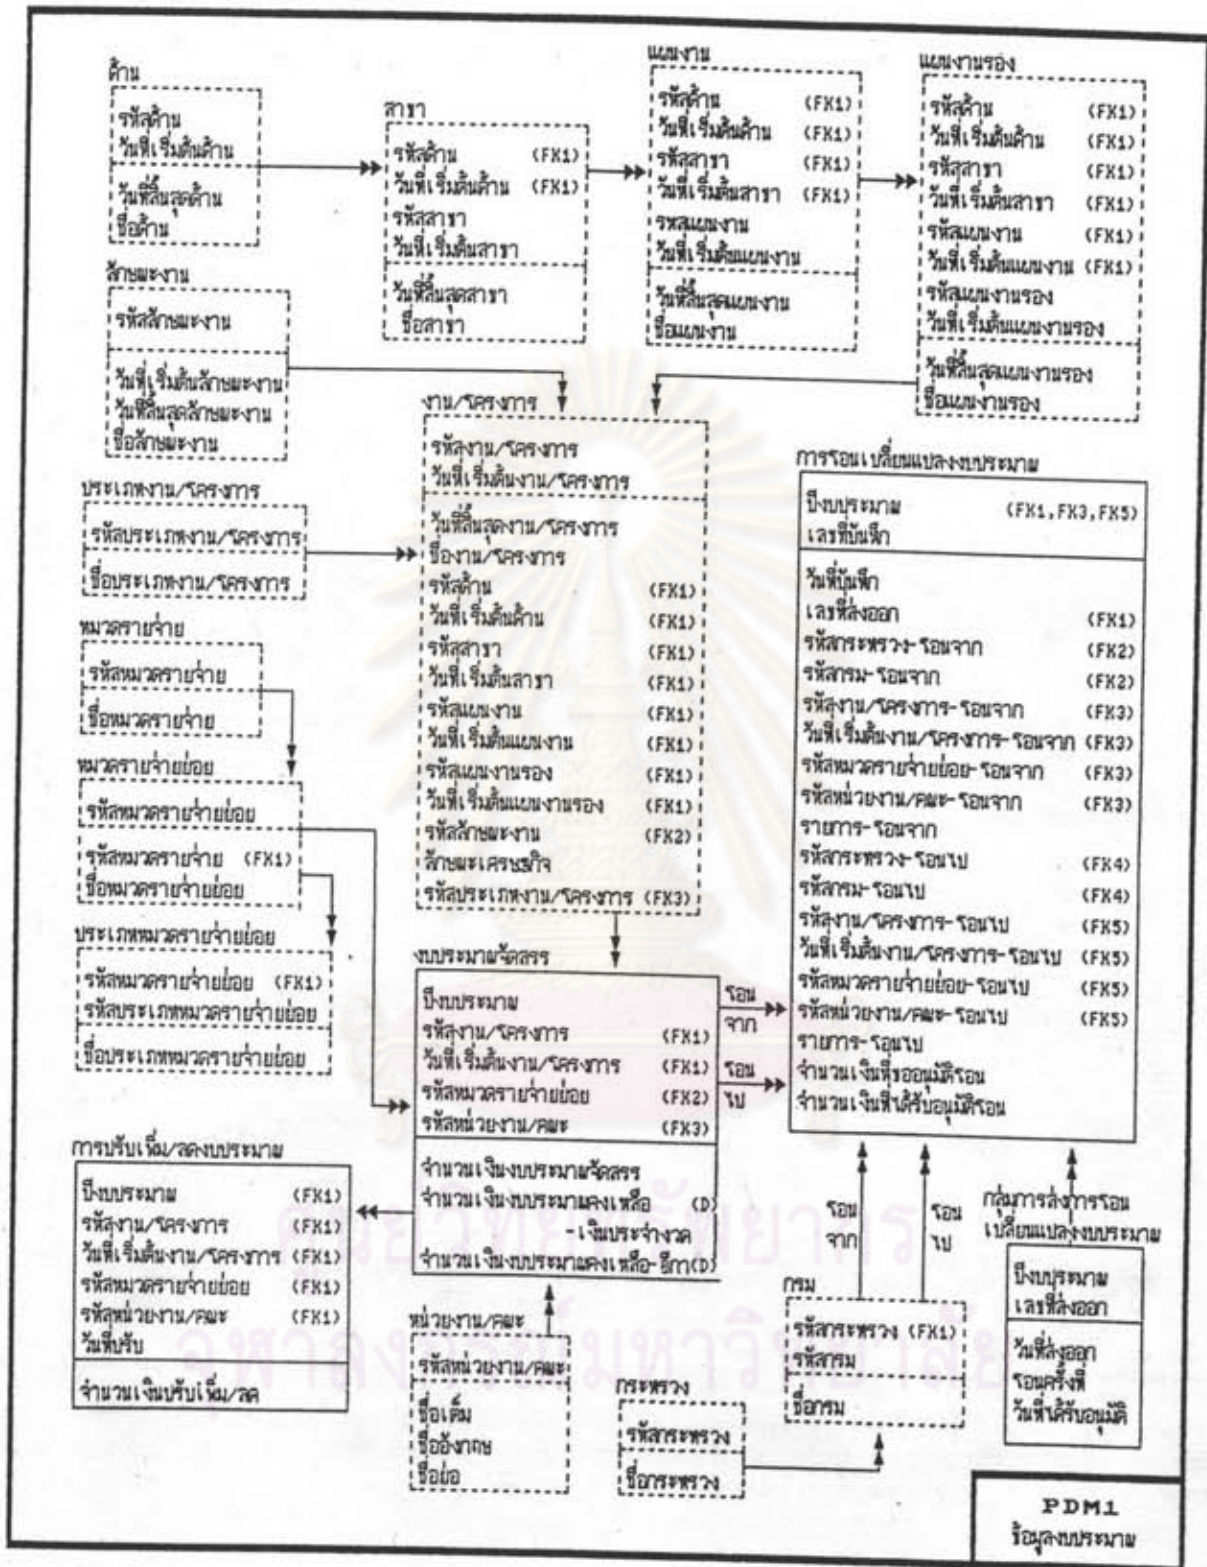 ด้าน
รหัสด้าน
วันที่เริ่มต้นด้าน
วันที่สิ้นสุดด้าน
ชื่อด้าน
สาขา
รหัสด้าน (FK1)
วันที่เริ่มต้นด้าน (FK1)
รหัสสาขา
วันที่เริ่มต้นสาขา
วันที่สิ้นสุดสาขา
ชื่อสาขา
แผนงาน
รหัสด้าน (FK1)
วันที่เริ่มต้นด้าน (FK1)
รหัสสาขา (FK1)
วันที่เริ่มต้นสาขา (FK1)
รหัสแผนงาน
วันที่เริ่มต้นแผนงาน
วันที่สิ้นสุดแผนงาน
ชื่อแผนงาน
แผนงานรอง
รหัสด้าน (FK1)
วันที่เริ่มต้นด้าน (FK1)
รหัสสาขา (FK1)
วันที่เริ่มต้นสาขา (FK1)
รหัสแผนงาน (FK1)
วันที่เริ่มต้นแผนงาน (FK1)
รหัสแผนงานรอง
วันที่เริ่มต้นแผนงานรอง
วันที่สิ้นสุดแผนงานรอง
ชื่อแผนงานรอง
ลักษณะงาน
รหัสลักษณะงาน
วันที่เริ่มต้นลักษณะงาน
วันที่สิ้นสุดลักษณะงาน
ชื่อลักษณะงาน
ประเภทงาน/โครงการ
รหัสประเภทงาน/โครงการ
ชื่อประเภทงาน/โครงการ
หมวดรายจ่าย
รหัสหมวดรายจ่าย
ชื่อหมวดรายจ่าย
หมวดรายจ่ายย่อย
รหัสหมวดรายจ่ายย่อย
รหัสหมวดรายจ่าย (FK1)
ชื่อหมวดรายจ่ายย่อย
ประเภทหมวดรายจ่ายย่อย
รหัสหมวดรายจ่ายย่อย (FK1)
รหัสประเภทหมวดรายจ่ายย่อย
ชื่อประเภทหมวดรายจ่ายย่อย
งาน/โครงการ
รหัสงาน/โครงการ
วันที่เริ่มต้นงาน/โครงการ
วันที่สิ้นสุดงาน/โครงการ
ชื่องาน/โครงการ
รหัสด้าน (FK1)
วันที่เริ่มต้นด้าน (FK1)
รหัสสาขา (FK1)
วันที่เริ่มต้นสาขา (FK1)
รหัสแผนงาน (FK1)
วันที่เริ่มต้นแผนงาน (FK1)
รหัสแผนงานรอง (FK1)
วันที่เริ่มต้นแผนงานรอง (FK1)
รหัสลักษณะงาน (FK2)
ลักษณะเศรษฐกิจ
รหัสประเภทงาน/โครงการ (FK3)
การโอนเปลี่ยนแปลงงบประมาณ
ปีงบประมาณ (FK1,FK3,FK5)
เลขที่บันทึก
วันที่บันทึก
เลขที่ส่งออก (FK1)
รหัสกระทรวง-โอนจาก (FK2)
รหัสกรม-โอนจาก (FK2)
รหัสงาน/โครงการ-โอนจาก (FK3)
วันที่เริ่มต้นงาน/โครงการ-โอนจาก (FK3)
รหัสหมวดรายจ่ายย่อย-โอนจาก (FK3)
รหัสหน่วยงาน/คณะ-โอนจาก (FK3)
รายการ-โอนจาก
รหัสกระทรวง-โอนไป (FK4)
รหัสกรม-โอนไป (FK4)
รหัสงาน/โครงการ-โอนไป (FK5)
วันที่เริ่มต้นงาน/โครงการ-โอนไป (FK5)
รหัสหมวดรายจ่ายย่อย-โอนไป (FK5)
รหัสหน่วยงาน/คณะ-โอนไป (FK5)
รายการ-โอนไป
จำนวนเงินที่ขออนุมัติโอน
จำนวนเงินที่ได้รับอนุมัติโอน
งบประมาณจัดสรร
ปีงบประมาณ
รหัสงาน/โครงการ (FK1)
วันที่เริ่มต้นงาน/โครงการ (FK1)
รหัสหมวดรายจ่ายย่อย (FK2)
รหัสหน่วยงาน/คณะ (FK3)
จำนวนเงินงบประมาณจัดสรร
จำนวนเงินงบประมาณคงเหลือ (D)
-เงินประจำงวด
จำนวนเงินงบประมาณคงเหลือ-ฎีกา(D)
โอน
จาก
โอน
ไป
การปรับเพิ่ม/ลดงบประมาณ
ปีงบประมาณ (FK1)
รหัสงาน/โครงการ (FK1)
วันที่เริ่มต้นงาน/โครงการ (FK1)
รหัสหมวดรายจ่ายย่อย (FK1)
รหัสหน่วยงาน/คณะ (FK1)
วันที่ปรับ
จำนวนเงินปรับเพิ่ม/ลด
หน่วยงาน/คณะ
รหัสหน่วยงาน/คณะ
ชื่อเต็ม
ชื่ออังกฤษ
ชื่อย่อ
กระทรวง
รหัสกระทรวง
ชื่อกระทรวง
โอน
จาก
โอน
ไป
กรม
รหัสกระทรวง (FK1)
รหัสกรม
ชื่อกรม
กลุ่มการส่งการโอน
เปลี่ยนแปลงงบประมาณ
ปีงบประมาณ
เลขที่ส่งออก
วันที่ส่งออก
โอนครั้งที่
วันที่ได้รับอนุมัติ
PDM1
ข้อมูลงบประมาณ
ศูนย์วิทยทรัพยากร
จุฬาลงกรณ์มหาวิทยาลัย